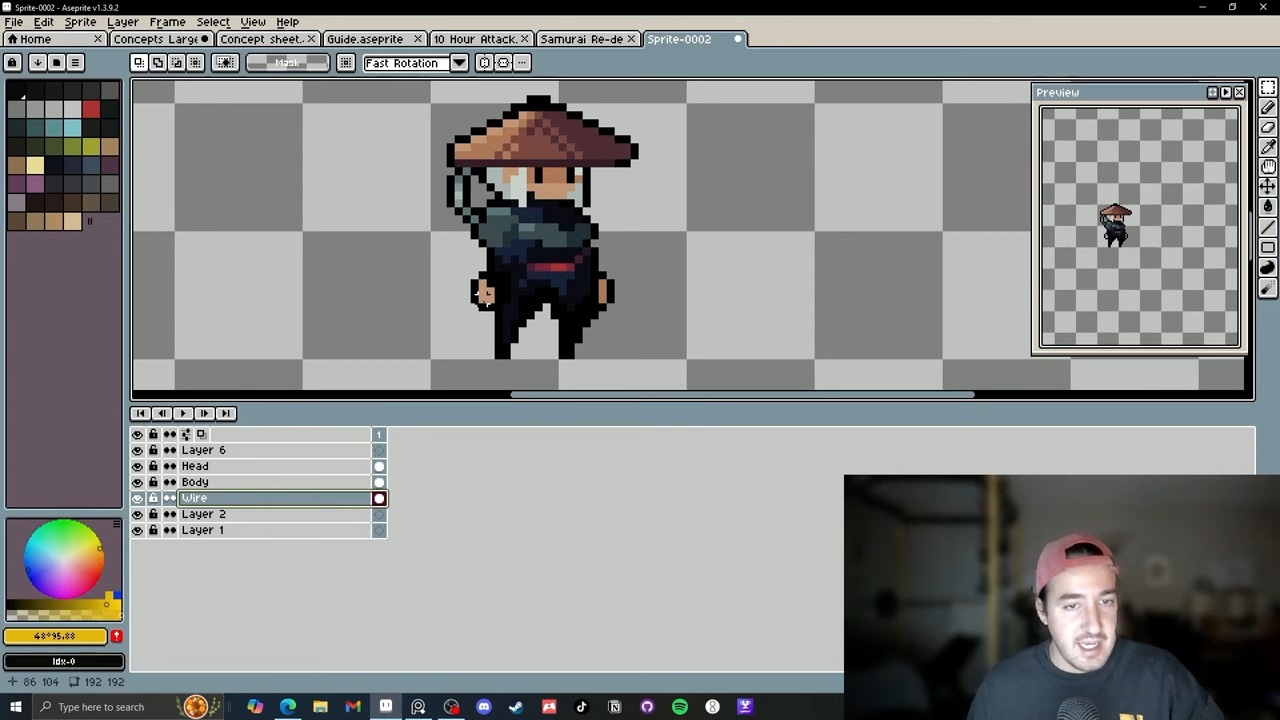 Sprite-0002 - Aseprite v1.3.9.2
File Edit Sprite Layer Frame Select View Help
Home Concepts Large Concept sheet. Guide.aseprite 10 Hour Attack. Samurai Re-de Sprite-0002
Mask Fast Rotation
Preview
1
Layer 6
Head
Body
Wire
Layer 2
Layer 1
Idx-0
86 104 192 192
Type here to search